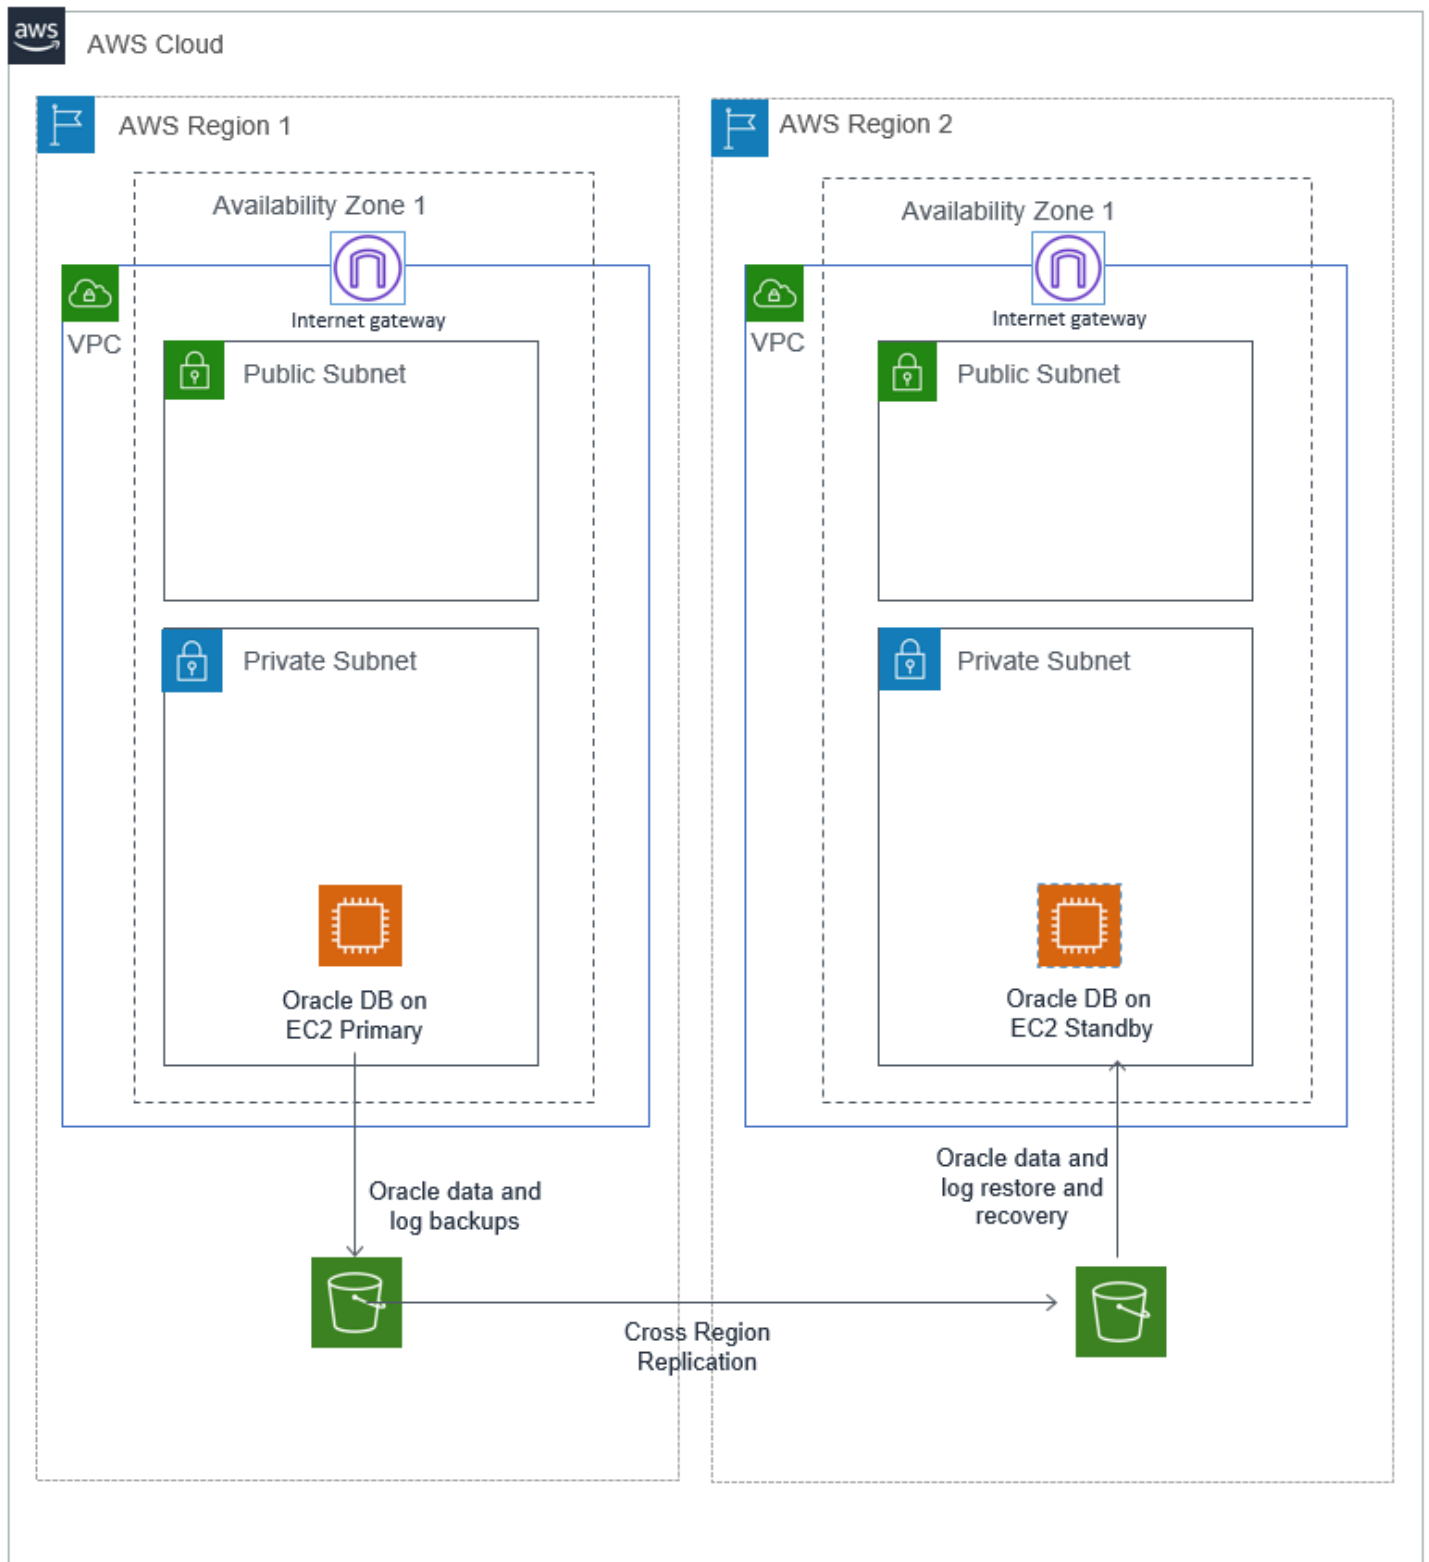 aws
AWS Cloud
AWS Region 1
Availability Zone 1
Internet gateway
VPC
Public Subnet
Private Subnet
Oracle DB on
EC2 Primary
Oracle data and
log backups
Cross Region
Replication
AWS Region 2
Availability Zone 1
Internet gateway
VPC
Public Subnet
Private Subnet
Oracle DB on
EC2 Standby
Oracle data and
log restore and
recovery